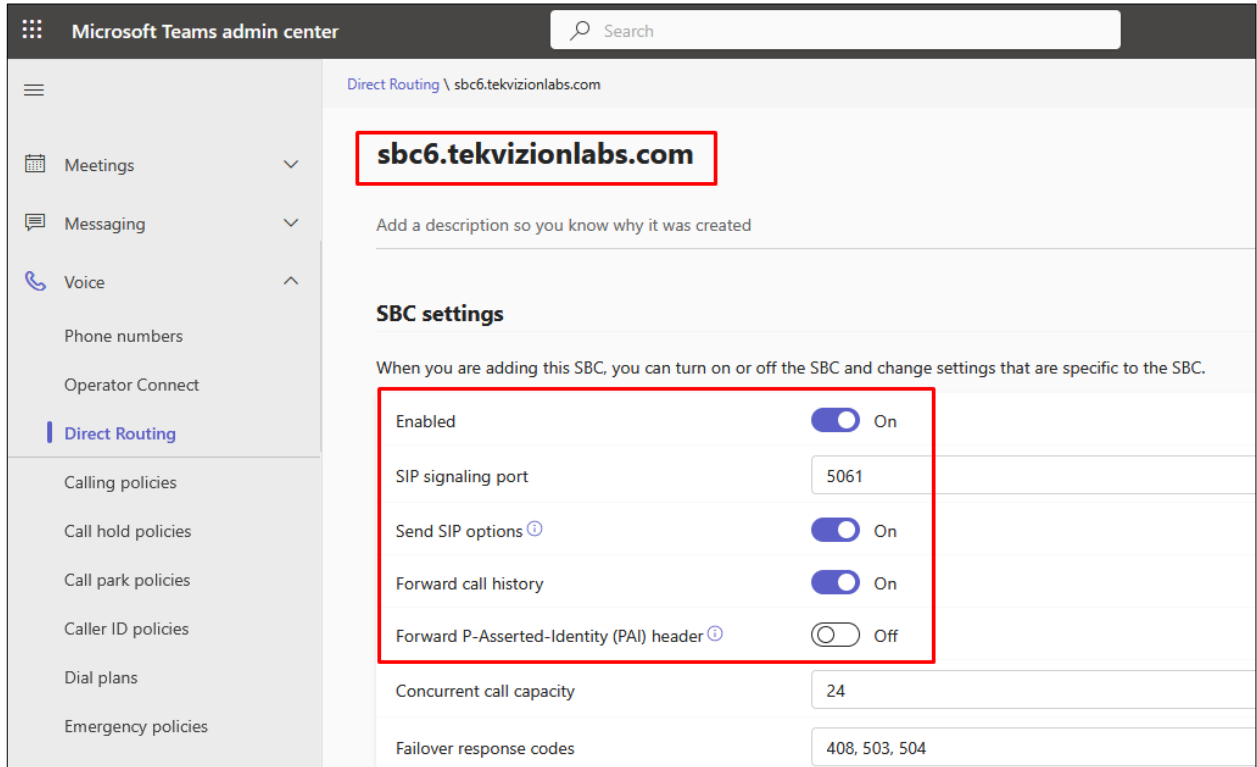 Microsoft Teams admin center
Search
Direct Routing \ sbc6.tekvizionlabs.com
Meetings
Messaging
Voice
Phone numbers
Operator Connect
Direct Routing
Calling policies
Call hold policies
Call park policies
Caller ID policies
Dial plans
Emergency policies
sbc6.tekvizionlabs.com
Add a description so you know why it was created
SBC settings
When you are adding this SBC, you can turn on or off the SBC and change settings that are specific to the SBC.
Enabled On
SIP signaling port 5061
Send SIP options On
Forward call history On
Forward P-Asserted-Identity (PAI) header Off
Concurrent call capacity 24
Failover response codes 408, 503, 504